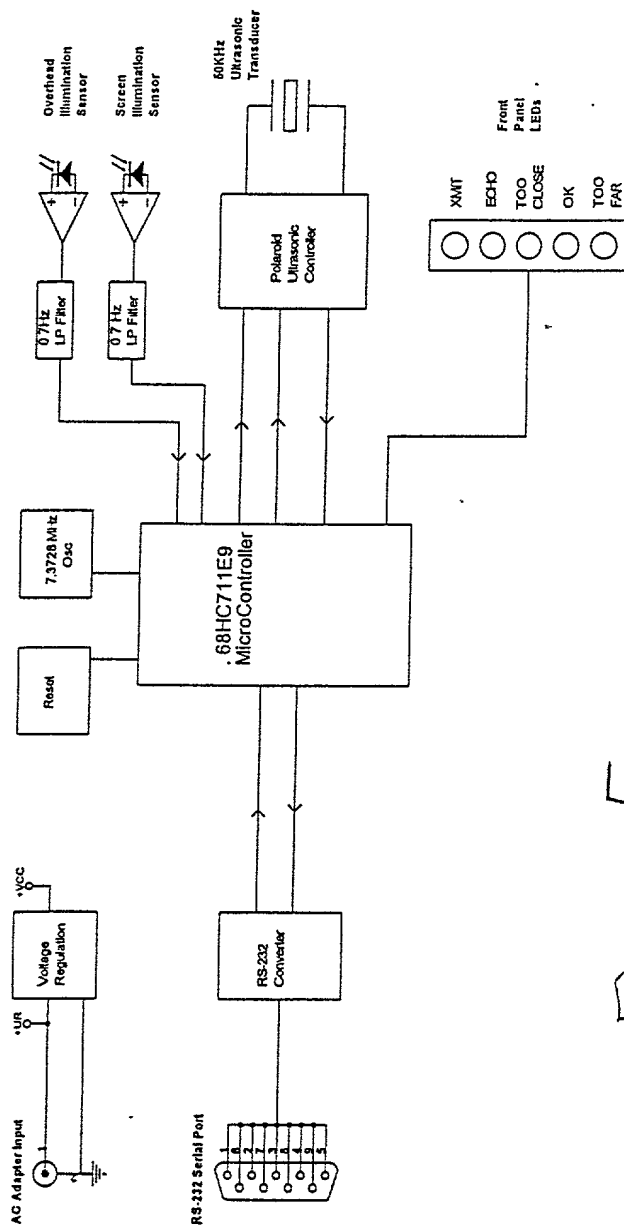 AC Adapter Input
1
2
+UR
Voltage
Regulation
+VCC
Reset
7.3728 MHz
Osc
0.7Hz
LP Filter
0.7 Hz
LP Filter
+
−
+
−
Overhead
Illumination
Sensor
Screen
Illumination
Sensor
RS-232 Serial Port
1
6
2
7
3
8
4
9
5
RS-232
Converter
.68HC711E9
MicroController
Polaroid
Ultrasonic
Controller
Ultrasonic
Transducer
XMIT
ECHO
TOO
CLOSE
OK
TOO
FAR
Front
Panel
LEDs